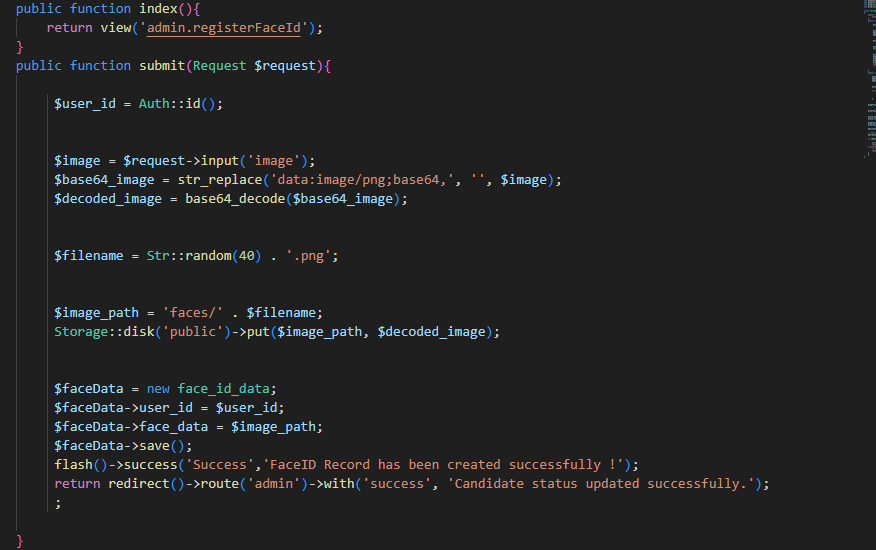 public function index(){
return view('admin.registerFaceId');
}
public function submit(Request $request){
$user_id = Auth::id();
$image = $request->input('image');
$base64_image = str_replace('data:image/png;base64,', '', $image);
$decoded_image = base64_decode($base64_image);
$filename = Str::random(40) . '.png';
$image_path = 'faces/' . $filename;
Storage::disk('public')->put($image_path, $decoded_image);
$faceData = new face_id_data;
$faceData->user_id = $user_id;
$faceData->face_data = $image_path;
$faceData->save();
flash()->success('Success','FaceID Record has been created successfully !');
return redirect()->route('admin')->with('success', 'Candidate status updated successfully.');
;
}